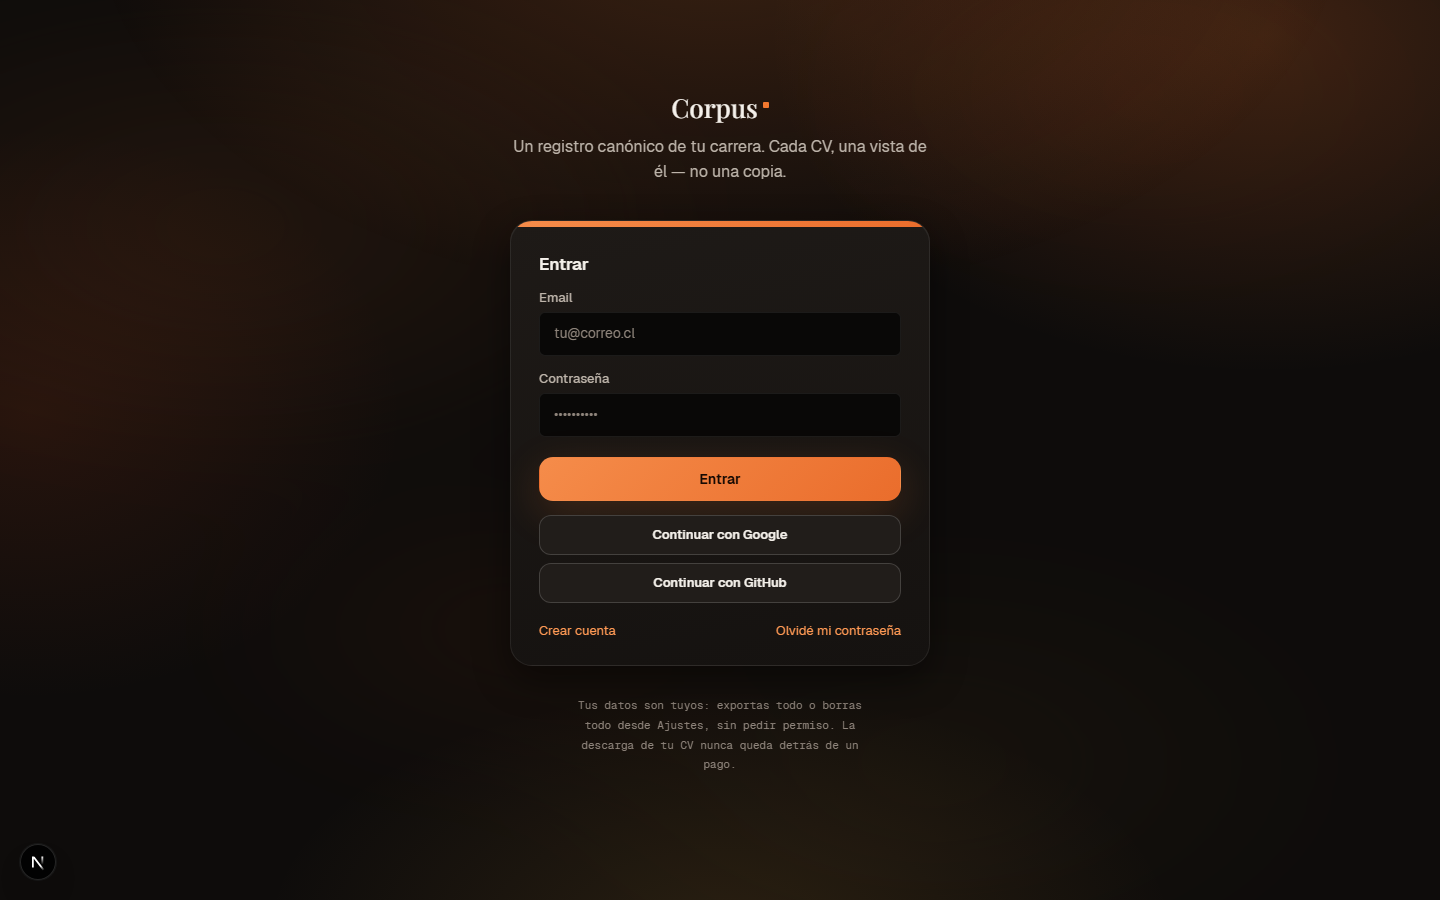 Corpus
Un registro canónico de tu carrera. Cada CV, una vista de
él — no una copia.
Entrar
Email
tu@correo.cl
Contraseña
••••••••••
Entrar
Continuar con Google
Continuar con GitHub
Crear cuenta
Olvidé mi contraseña
Tus datos son tuyos: exportas todo o borras
todo desde Ajustes, sin pedir permiso. La
descarga de tu CV nunca queda detrás de un
pago.
N